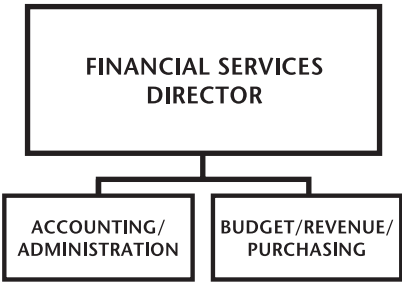 FINANCIAL SERVICES
DIRECTOR
ACCOUNTING/
ADMINISTRATION
BUDGET/REVENUE/
PURCHASING